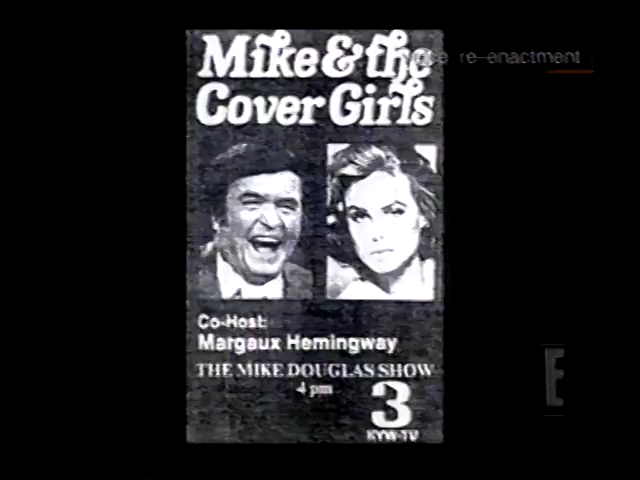 Mike & the
Cover Girls
re-enactment
Co-Host:
Margaux Hemingway
THE MIKE DOUGLAS SHOW
4 pm
3
KYW-TV
E